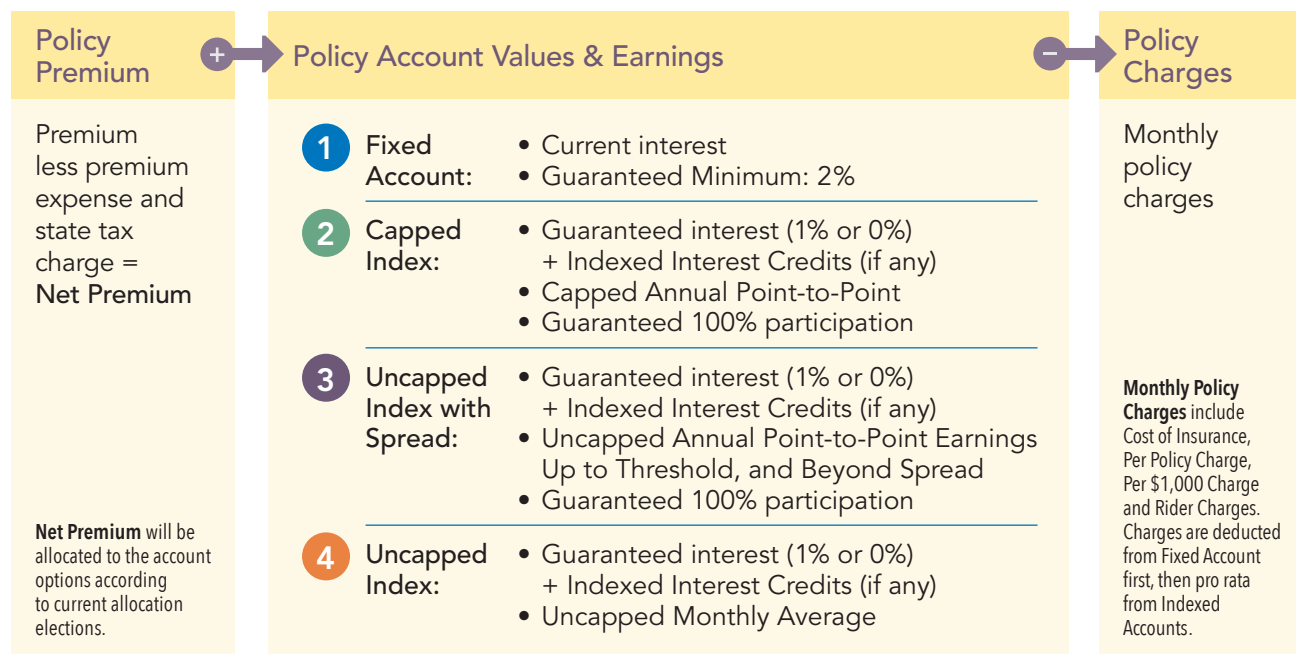 Policy
Premium
+
Policy Account Values & Earnings
−
Policy
Charges
Premium
less premium
expense and
state tax
charge =
Net Premium
Net Premium will be
allocated to the account
options according
to current allocation
elections.
1
Fixed
Account:
• Current interest
• Guaranteed Minimum: 2%
2
Capped
Index:
• Guaranteed interest (1% or 0%)
+ Indexed Interest Credits (if any)
• Capped Annual Point-to-Point
• Guaranteed 100% participation
3
Uncapped
Index with
Spread:
• Guaranteed interest (1% or 0%)
+ Indexed Interest Credits (if any)
• Uncapped Annual Point-to-Point Earnings
Up to Threshold, and Beyond Spread
• Guaranteed 100% participation
4
Uncapped
Index:
• Guaranteed interest (1% or 0%)
+ Indexed Interest Credits (if any)
• Uncapped Monthly Average
Monthly
policy
charges
Monthly Policy
Charges include
Cost of Insurance,
Per Policy Charge,
Per $1,000 Charge
and Rider Charges.
Charges are deducted
from Fixed Account
first, then pro rata
from Indexed
Accounts.